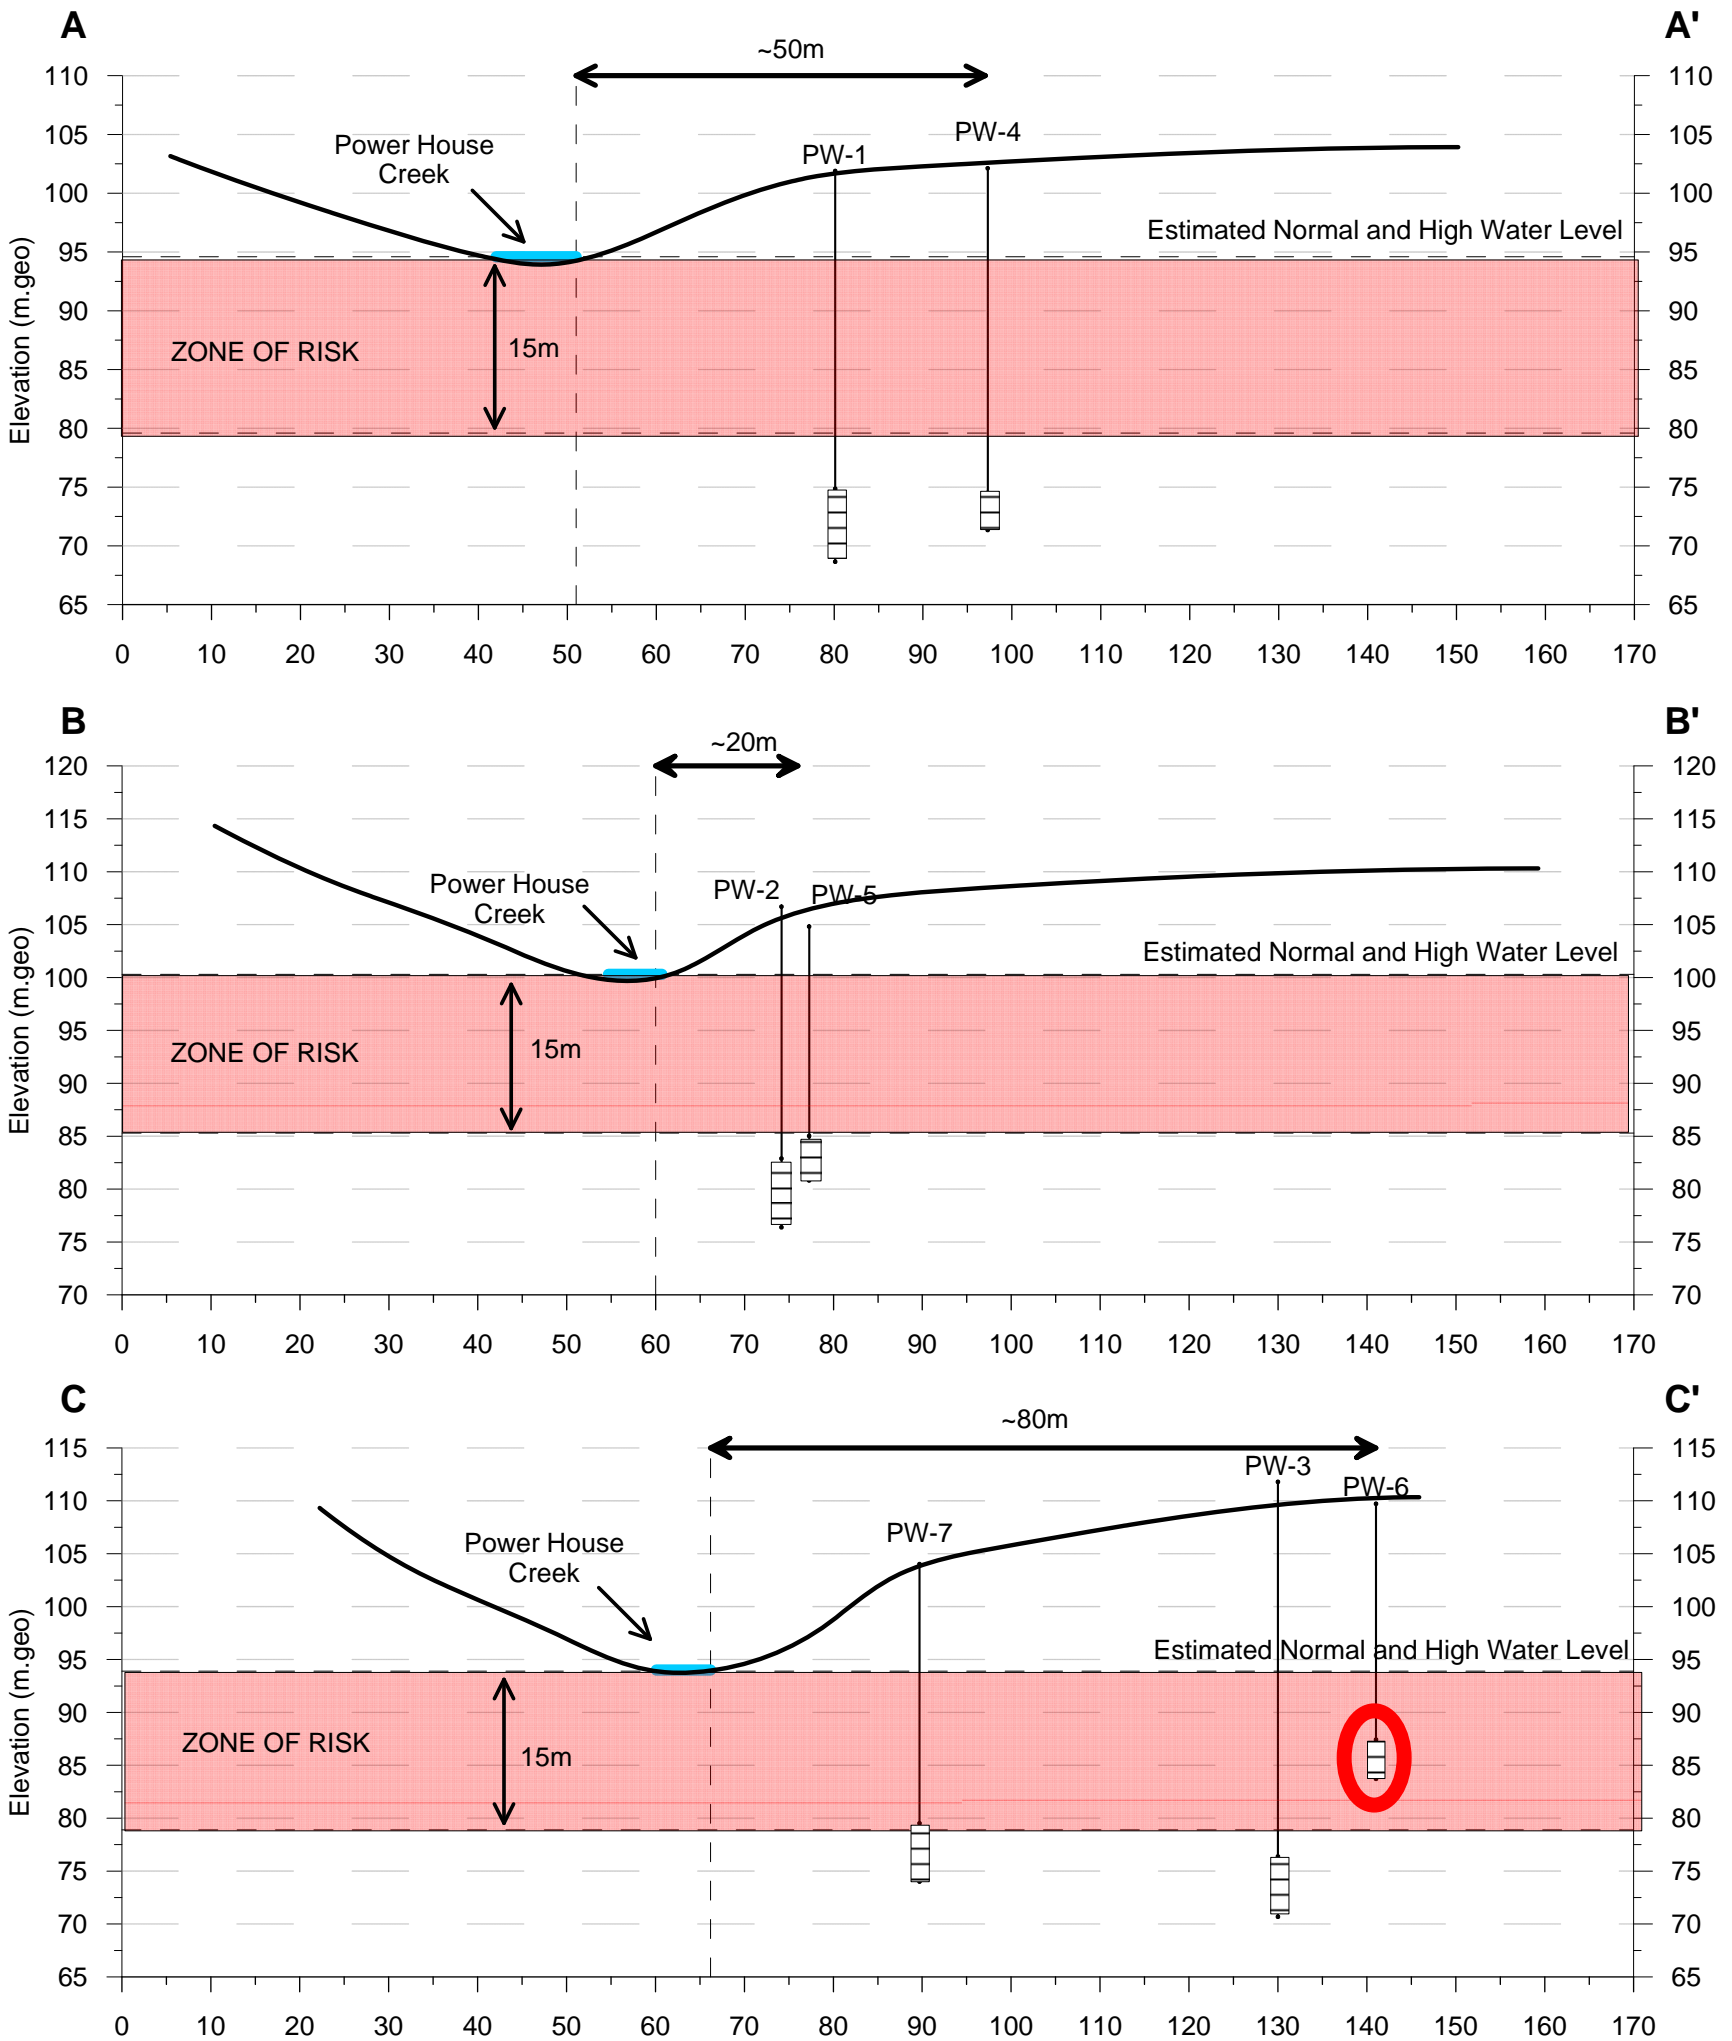 A A'
~50m
110 110
PW-4
105 105
Power House
Creek
PW-1
100 100
Estimated Normal and High Water Level
95 95
90 90
ZONE OF RISK 15m
85 85
80 80
75 75
70 70
65 65
Elevation (m.geo)
0 10 20 30 40 50 60 70 80 90 100 110 120 130 140 150 160 170
B B'
~20m
120 120
115 115
110 110
Power House
Creek
PW-2 PW-5
105 105
Estimated Normal and High Water Level
100 100
95 95
ZONE OF RISK 15m
90 90
85 85
80 80
75 75
70 70
Elevation (m.geo)
0 10 20 30 40 50 60 70 80 90 100 110 120 130 140 150 160 170
C C'
~80m
115 115
PW-3
PW-6
110 110
PW-7
Power House
Creek
105 105
100 100
Estimated Normal and High Water Level
95 95
90 90
ZONE OF RISK 15m
85 85
80 80
75 75
70 70
65 65
Elevation (m.geo)
0 10 20 30 40 50 60 70 80 90 100 110 120 130 140 150 160 170